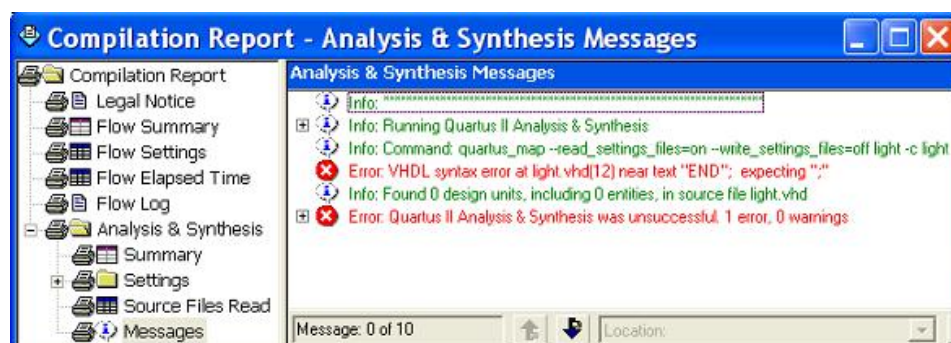 Compilation Report - Analysis & Synthesis Messages
Compilation Report
Legal Notice
Flow Summary
Flow Settings
Flow Elapsed Time
Flow Log
Analysis & Synthesis
Summary
Settings
Source Files Read
Messages
Analysis & Synthesis Messages
Info: *******************************************************************
Info: Running Quartus II Analysis & Synthesis
Info: Command: quartus_map --read_settings_files=on --write_settings_files=off light -c light
Error: VHDL syntax error at light.vhd(12) near text "END"; expecting ";"
Info: Found 0 design units, including 0 entities, in source file light.vhd
Error: Quartus II Analysis & Synthesis was unsuccessful. 1 error, 0 warnings
Message: 0 of 10
Location: